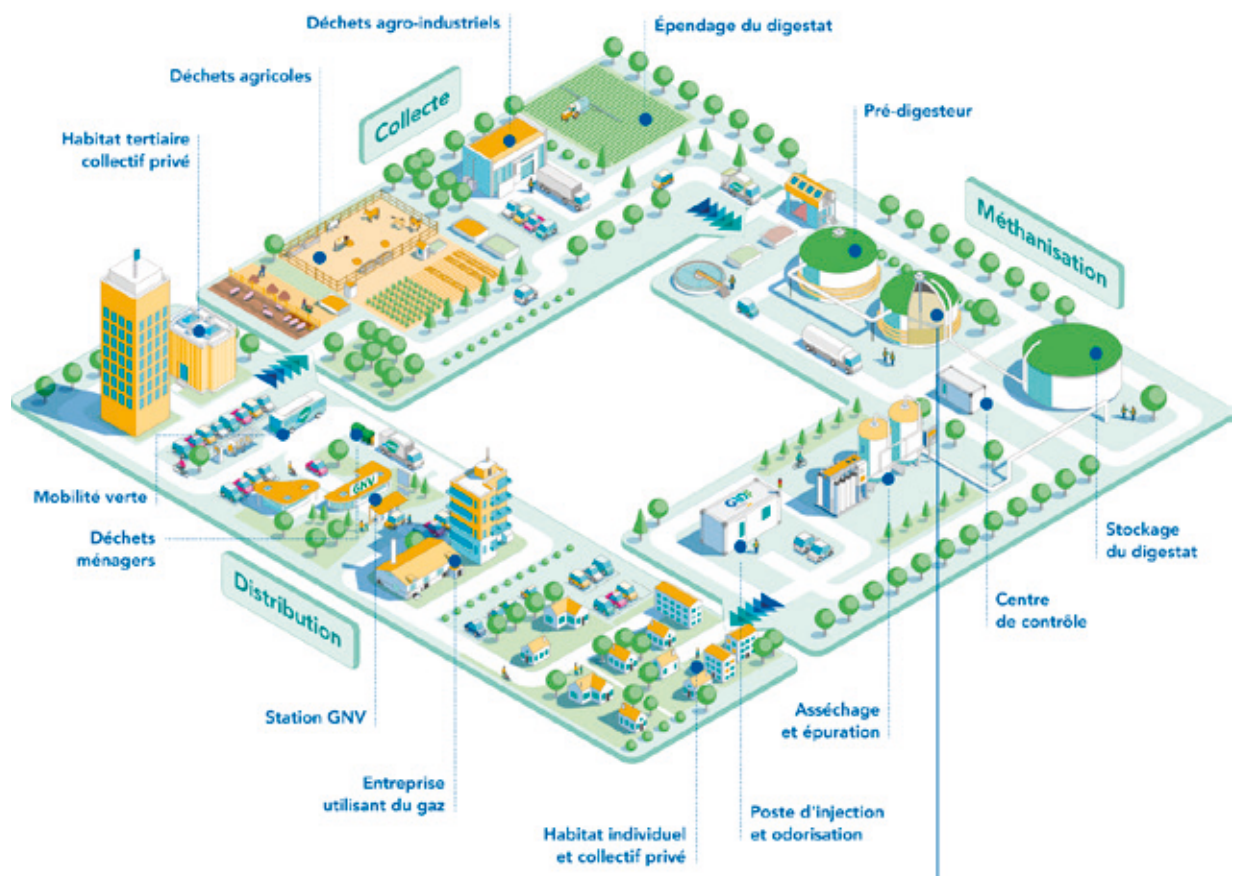 Déchets agro-industriels
Épendage du digestat
Déchets agricoles
Collecte
Pré-digesteur
Habitat tertiaire
collectif privé
Méthanisation
Mobilité verte
GNV
Déchets
ménagers
Distribution
Stockage
du digestat
Centre
de contrôle
Station GNV
Asséchage
et épuration
Entreprise
utilisant du gaz
Poste d'injection
et odorisation
Habitat individuel
et collectif privé